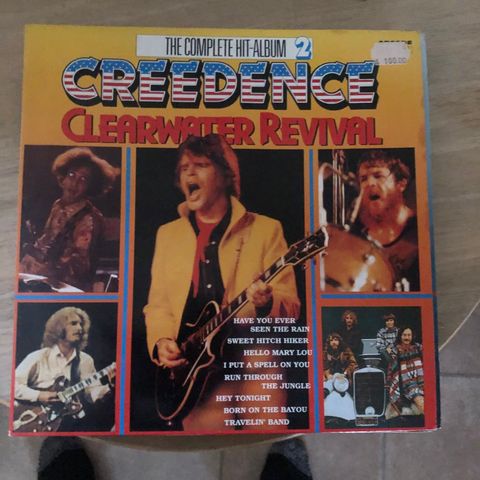 THE COMPLETE HIT-ALBUM 2
CREEDENCE
CLEARWATER REVIVAL
100.00
HAVE YOU EVER
SEEN THE RAIN
SWEET HITCH HIKER
HELLO MARY LOU
I PUT A SPELL ON YOU
RUN THROUGH
THE JUNGLE
HEY TONIGHT
BORN ON THE BAYOU
TRAVELIN' BAND